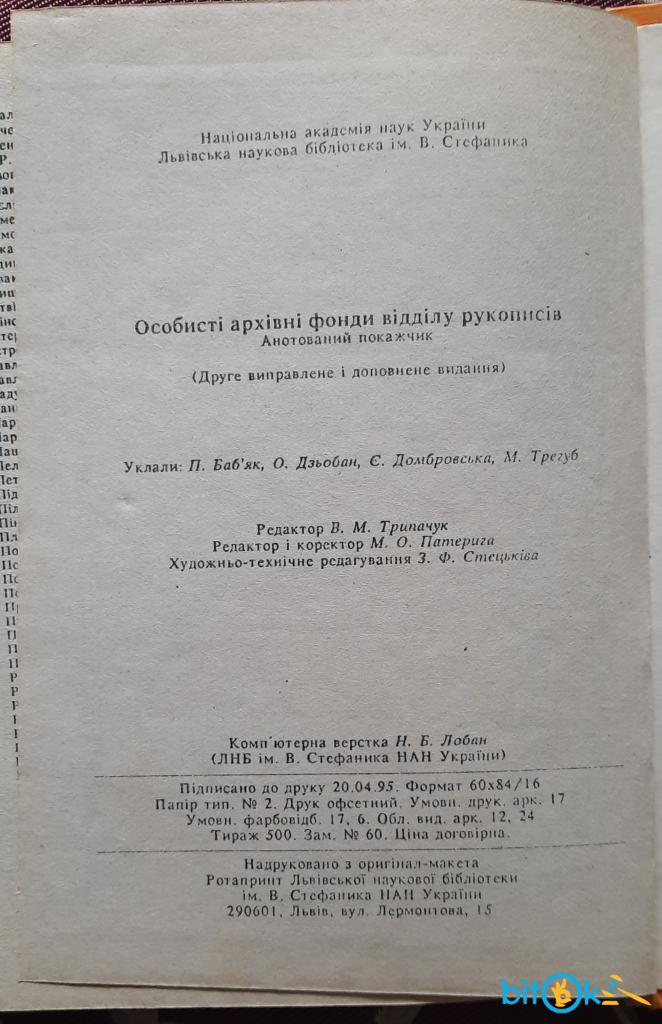 Національна академія наук України
Львівська наукова бібліотека ім. В. Стефаника
Особисті архівні фонди відділу рукописів
Анотований покажчик
(Друге виправлене і доповнене видання)
Уклали: П. Баб'як, О. Дзьобан, Є. Домбровська, М. Трегуб
Редактор В. М. Трипачук
Редактор і коректор М. О. Патерига
Художньо-технічне редагування З. Ф. Стецьківа
Комп'ютерна верстка Н. Б. Лобан
(ЛНБ ім. В. Стефаника НАН України)
Підписано до друку 20.04.95. Формат 60х84/16
Папір тип. № 2. Друк офсетний. Умовн. друк. арк. 17
Умовн. фарбовідб. 17, 6. Обл. вид. арк. 12, 24
Тираж 500. Зам. № 60. Ціна договірна.
Надруковано з оригінал-макета
Ротапринт Львівської наукової бібліотеки
ім. В. Стефаника НАН України
290601, Львів, вул. Лермонтова, 15